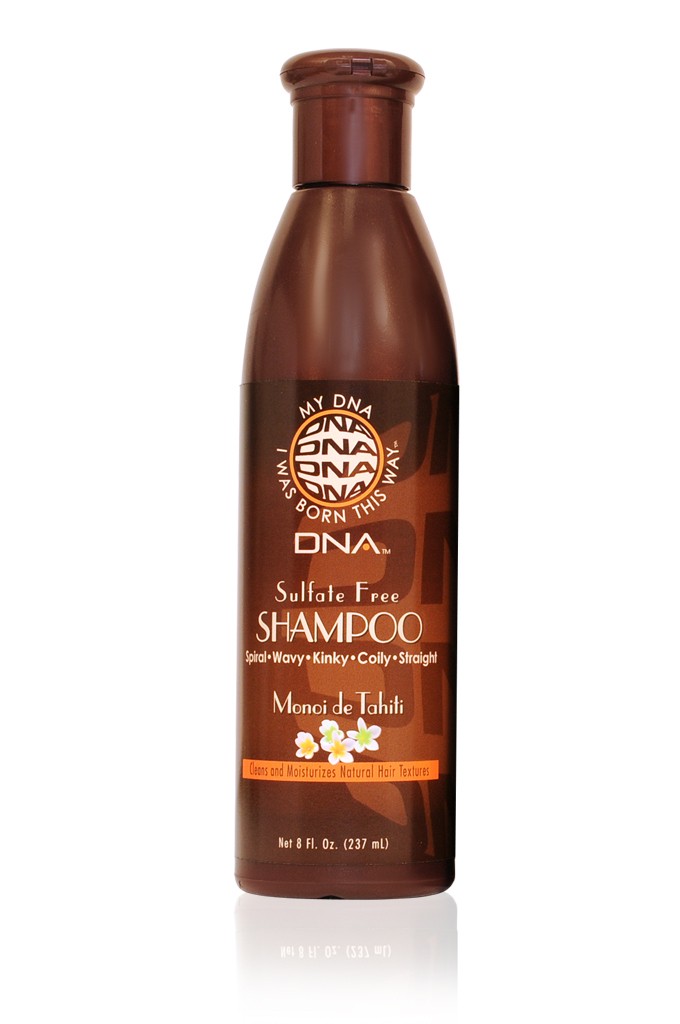 MY DNA
DNA
DNA
DNA
DNA
I WAS BORN THIS WAY℠
DNA™
Sulfate Free
SHAMPOO
Spiral•Wavy•Kinky•Coily•Straight
Monoi de Tahiti
Cleans and Moisturizes Natural Hair Textures
Net 8 Fl. Oz. (237 mL)